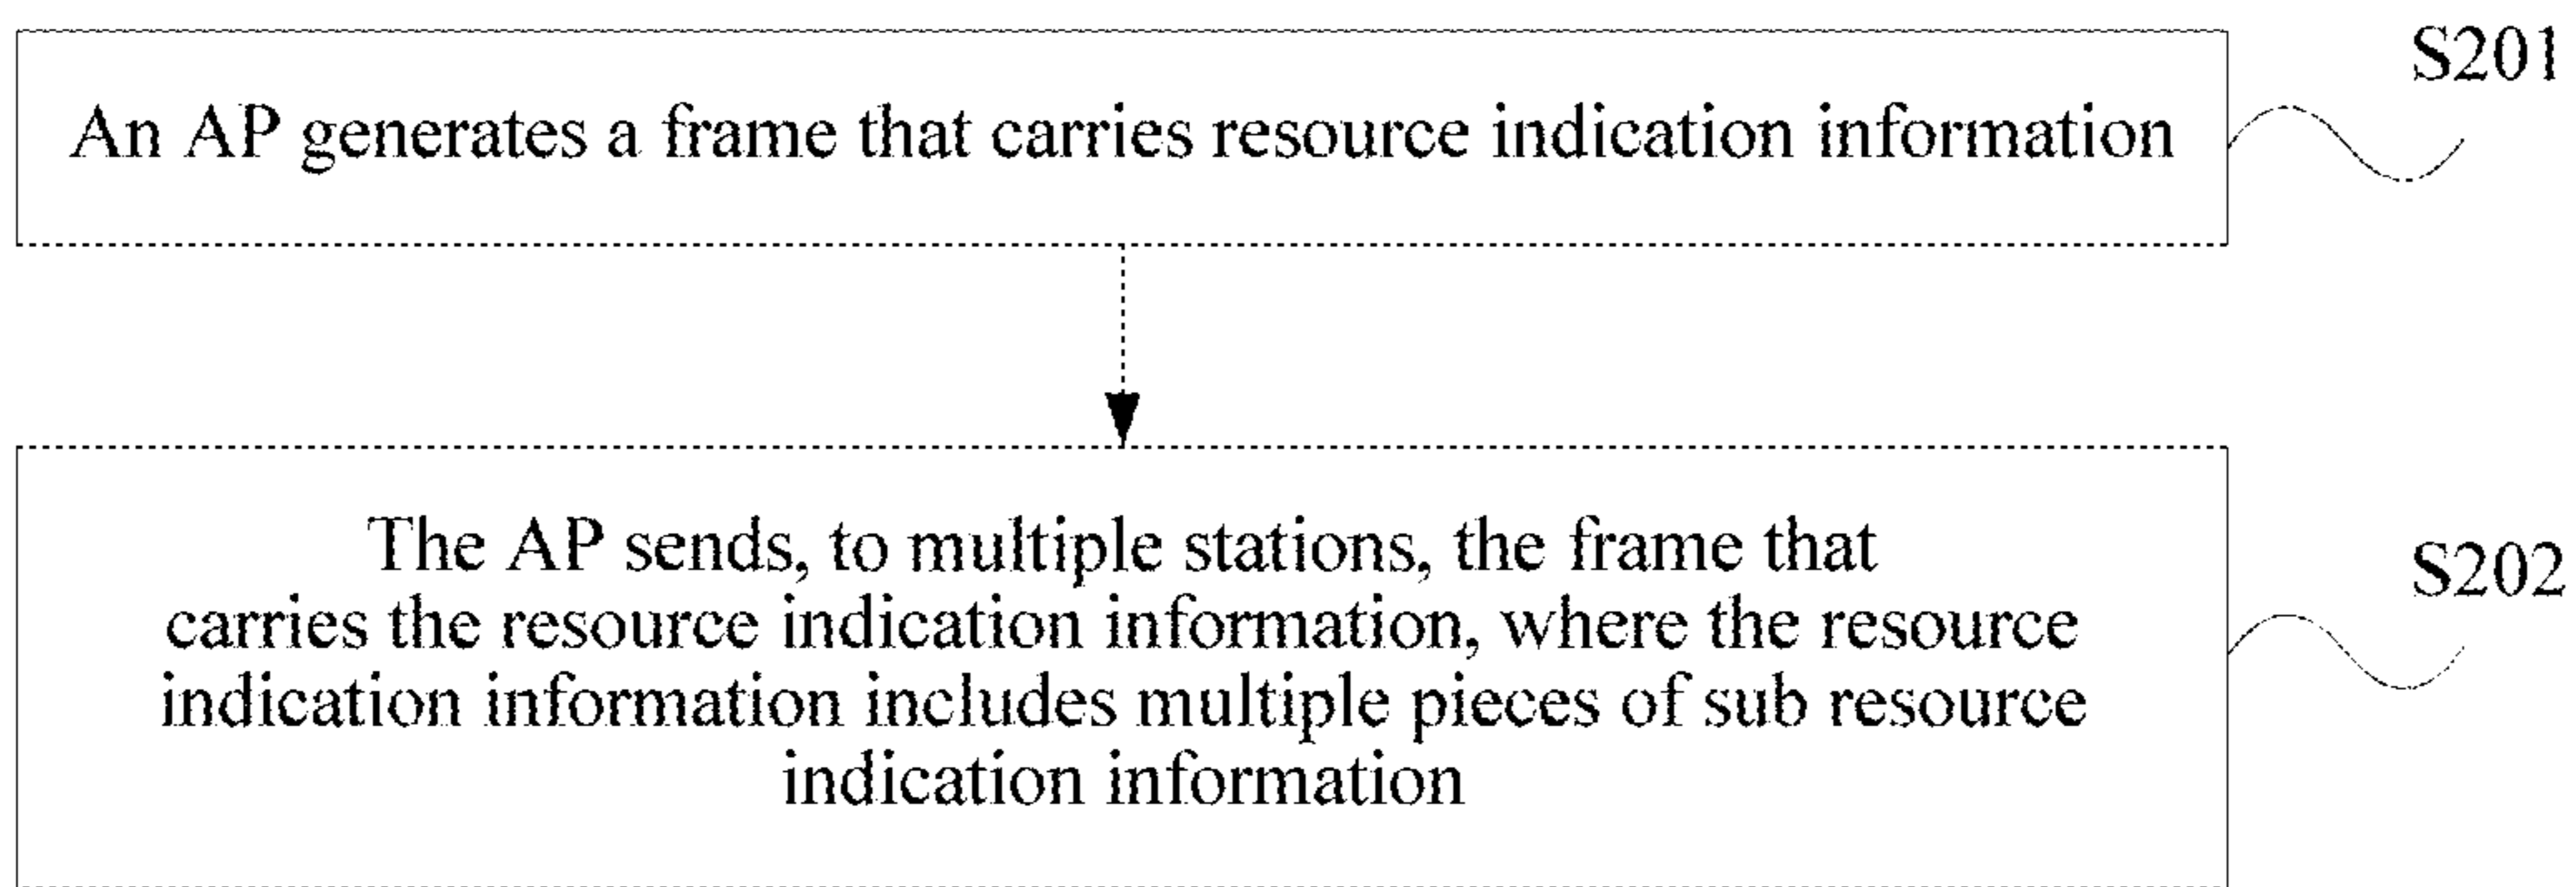 S201
An AP generates a frame that carries resource indication information
The AP sends, to multiple stations, the frame that
carries the resource indication information, where the resource
indication information includes multiple pieces of sub resource
indication information
S202